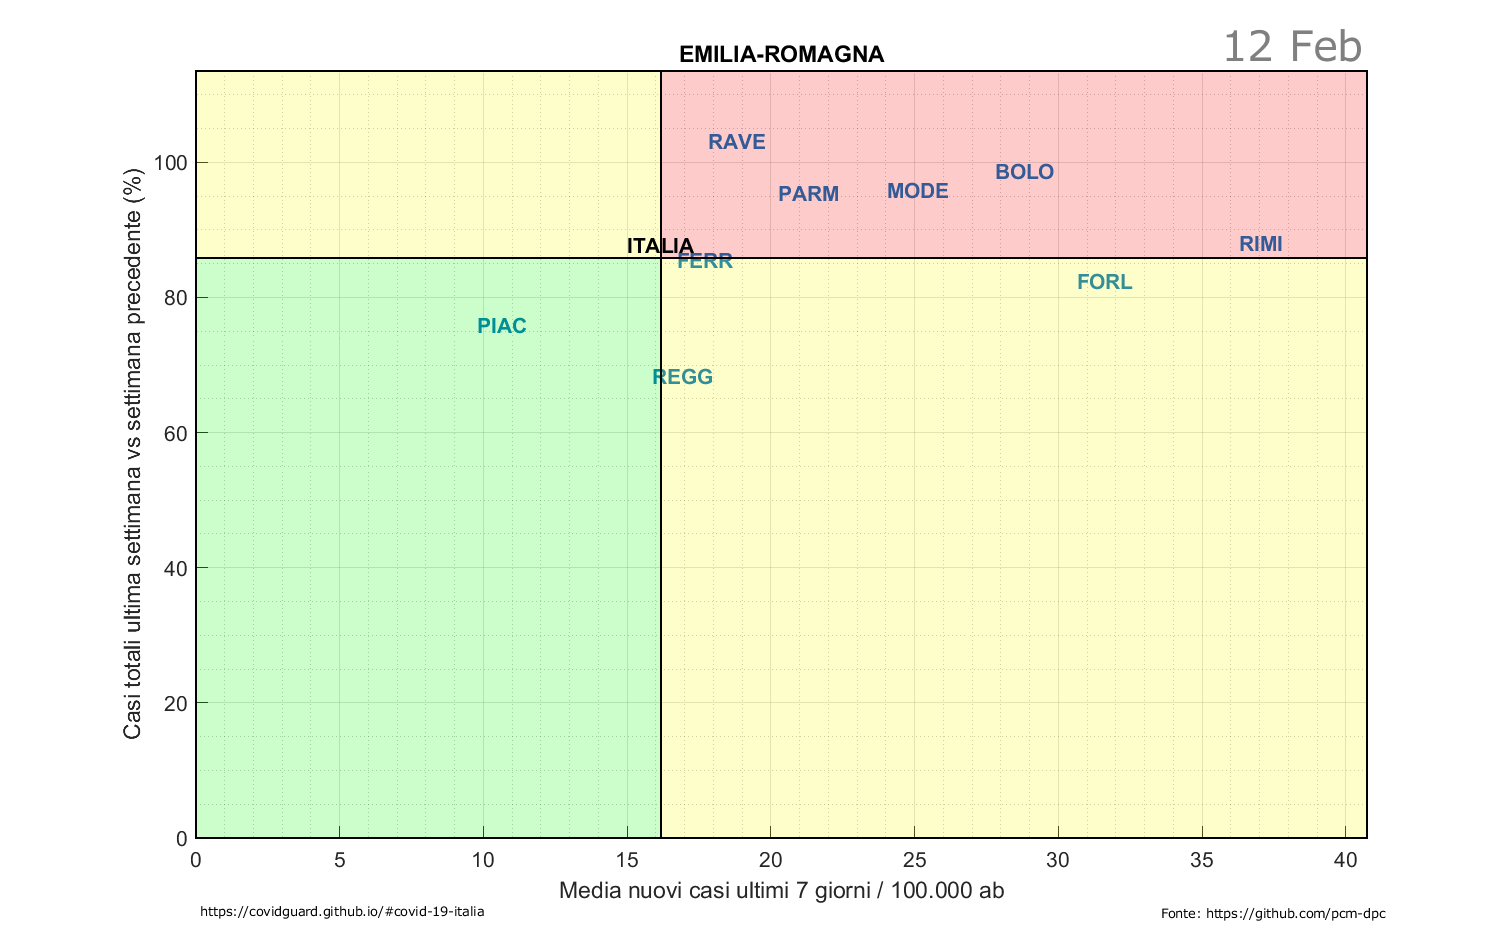 12 Feb
EMILIA-ROMAGNA
Casi totali ultima settimana vs settimana precedente (%)
100
80
60
40
20
0
RAVE
BOLO
PARM
MODE
RIMI
ITALIA
FERR
FORL
PIAC
REGG
0 5 10 15 20 25 30 35 40
Media nuovi casi ultimi 7 giorni / 100.000 ab
https://covidguard.github.io/#covid-19-italia
Fonte: https://github.com/pcm-dpc